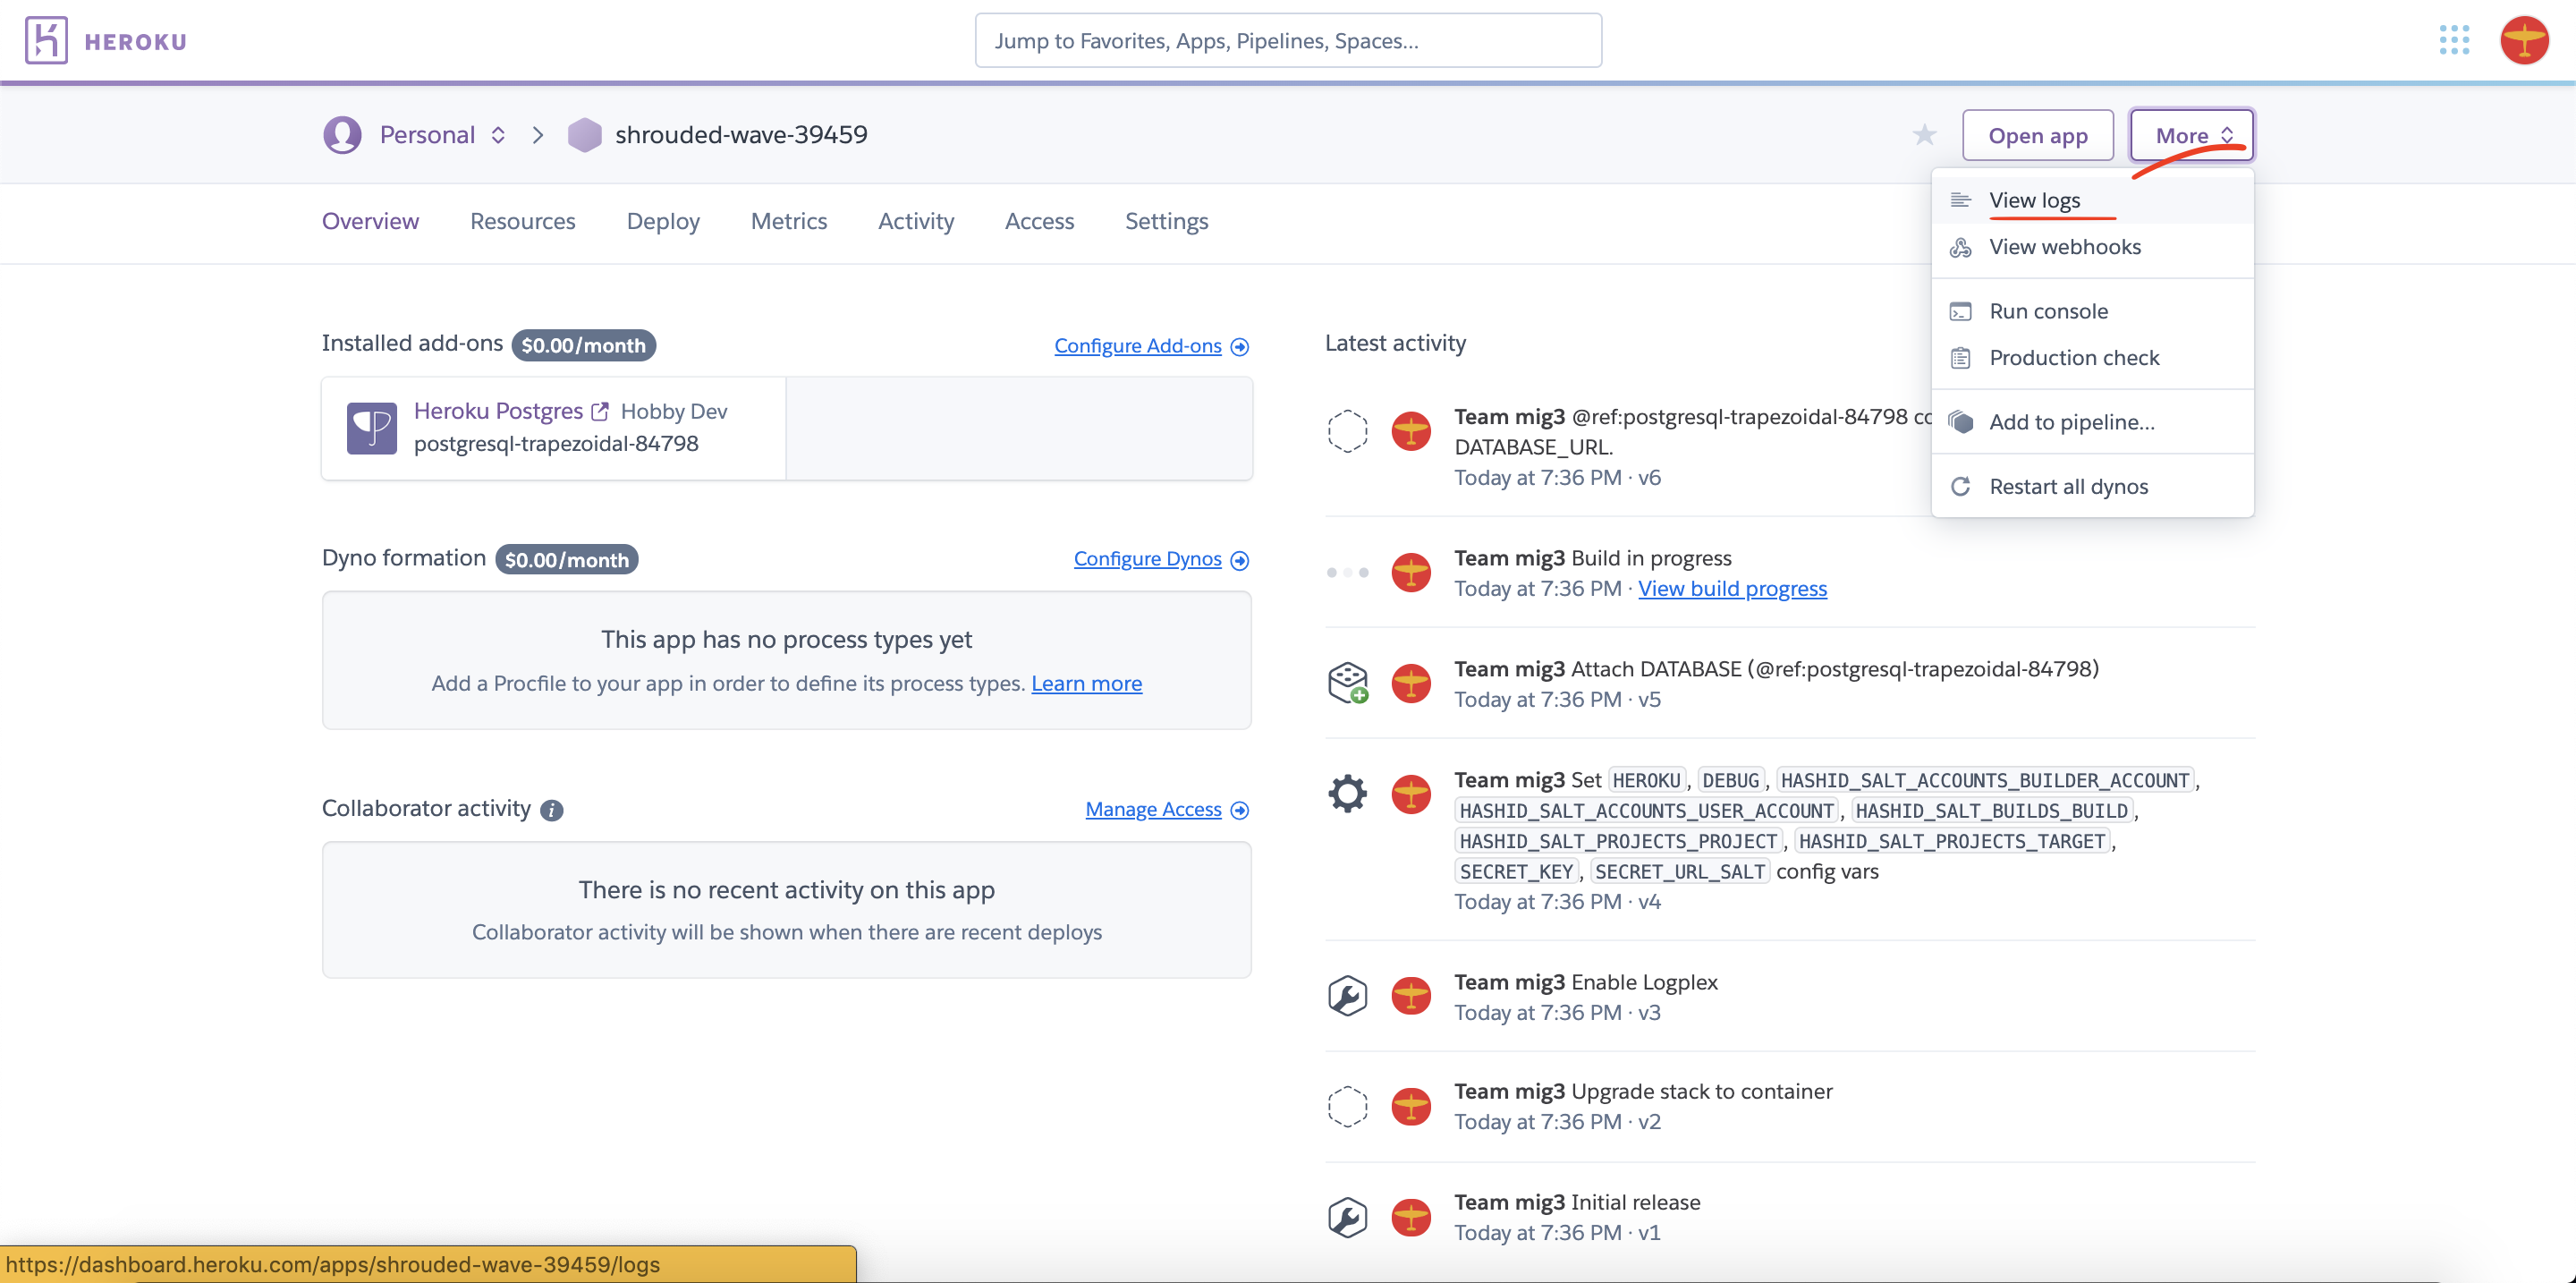 HEROKU
Jump to Favorites, Apps, Pipelines, Spaces...
Personal
shrouded-wave-39459
Open app
More
View logs
View webhooks
Run console
Production check
Add to pipeline...
Restart all dynos
Overview
Resources
Deploy
Metrics
Activity
Access
Settings
Installed add-ons
$0.00/month
Configure Add-ons
Heroku Postgres
Hobby Dev
postgresql-trapezoidal-84798
Dyno formation
$0.00/month
Configure Dynos
This app has no process types yet
Add a Procfile to your app in order to define its process types. Learn more
Collaborator activity
Manage Access
There is no recent activity on this app
Collaborator activity will be shown when there are recent deploys
Latest activity
Team mig3 @ref:postgresql-trapezoidal-84798
DATABASE_URL.
Today at 7:36 PM · v6
Team mig3 Build in progress
Today at 7:36 PM · View build progress
Team mig3 Attach DATABASE (@ref:postgresql-trapezoidal-84798)
Today at 7:36 PM · v5
Team mig3 Set HEROKU, DEBUG, HASHID_SALT_ACCOUNTS_BUILDER_ACCOUNT,
HASHID_SALT_ACCOUNTS_USER_ACCOUNT, HASHID_SALT_BUILDS_BUILD,
HASHID_SALT_PROJECTS_PROJECT, HASHID_SALT_PROJECTS_TARGET,
SECRET_KEY, SECRET_URL_SALT config vars
Today at 7:36 PM · v4
Team mig3 Enable Logplex
Today at 7:36 PM · v3
Team mig3 Upgrade stack to container
Today at 7:36 PM · v2
Team mig3 Initial release
Today at 7:36 PM · v1
https://dashboard.heroku.com/apps/shrouded-wave-39459/logs